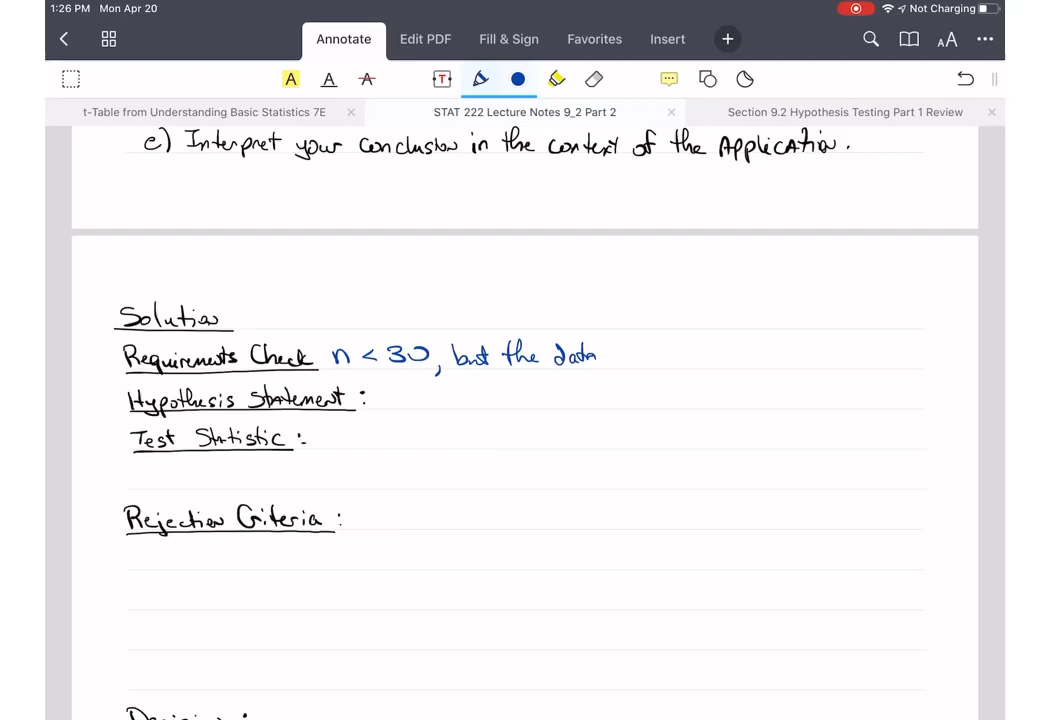 1:26 PM Mon Apr 20
Not Charging
Annotate Edit PDF Fill & Sign Favorites Insert +
AA
A A A T
t-Table from Understanding Basic Statistics 7E × STAT 222 Lecture Notes 9_2 Part 2 × Section 9.2 Hypothesis Testing Part 1 Review ×
e) Interpret your conclusion in the context of the Application.
Solution
Requirements Check n < 30, but the data
Hypothesis Statement :
Test Statistic :
Rejection Criteria :
Decision :